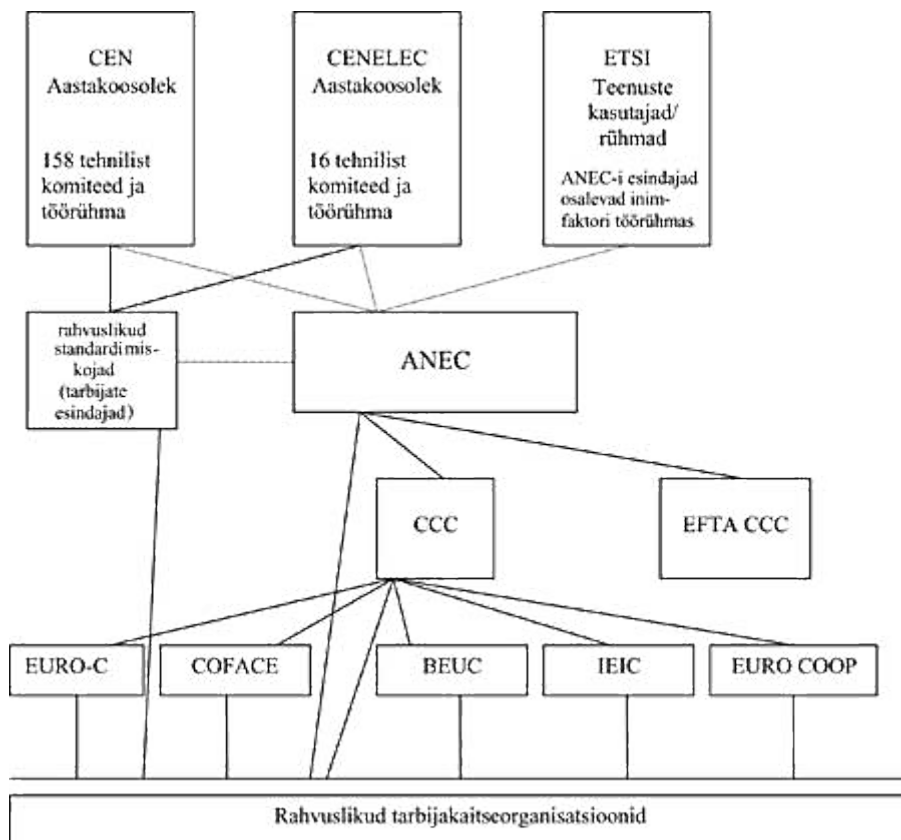 CEN
Aastakoosolek
158 tehnilist
komiteed ja
töörühma
CENELEC
Aastakoosolek
16 tehnilist
komiteed ja
töörühma
ETSI
Teenuste
kasutajad/
rühmad
ANEC-i esindajad
osalevad inim-
faktori töörühmas
rahvuslikud
standardimis-
kojad
(tarbijate
esindajad)
ANEC
CCC
EFTA CCC
EURO-C
COFACE
BEUC
IEIC
EURO COOP
Rahvuslikud tarbijakaitseorganisatsioonid